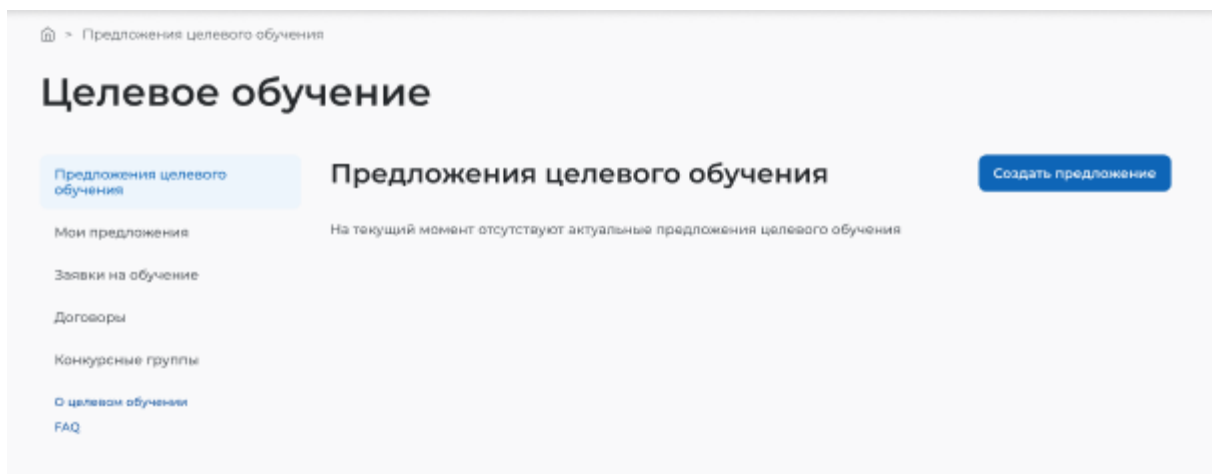 > Предложения целевого обучения
Целевое обучение
Предложения целевого
обучения
Мои предложения
Заявки на обучение
Договоры
Конкурсные группы
О целевом обучении
FAQ
Предложения целевого обучения
Создать предложение
На текущий момент отсутствуют актуальные предложения целевого обучения